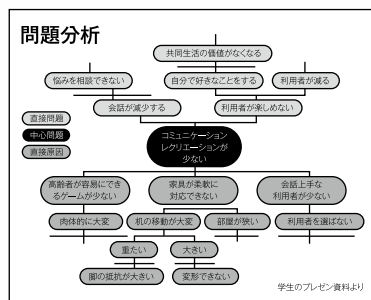 問題分析
共同生活の価値がなくなる
悩みを相談できない
自分で好きなことをする
利用者が減る
会話が減少する
利用者が楽しめない
直接問題
中心問題
直接原因
コミュニケーション
レクリエーションが
少ない
高齢者が容易にでき
るゲームが少ない
家具が柔軟に
対応できない
会話上手な
利用者が少ない
肉体的に大変
机の移動が大変
部屋が狭い
利用者を選ばない
重たい
大きい
脚の抵抗が大きい
変形できない
学生のプレゼン資料より